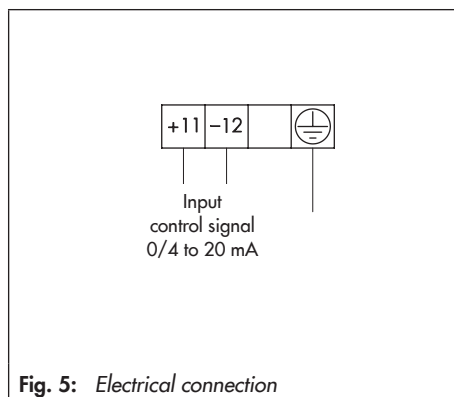 +11 –12
Input
control signal
0/4 to 20 mA
Fig. 5: Electrical connection